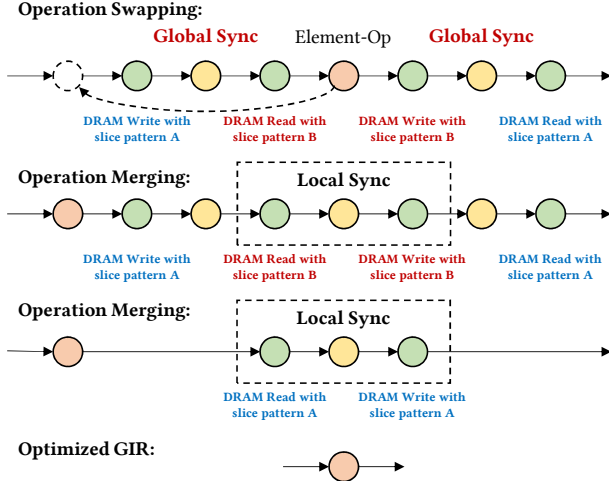 Operation Swapping:
Global Sync Element-Op Global Sync
DRAM Write with DRAM Read with DRAM Write with DRAM Read with
slice pattern A slice pattern B slice pattern B slice pattern A
Operation Merging:
Local Sync
DRAM Write with DRAM Read with DRAM Write with DRAM Read with
slice pattern A slice pattern B slice pattern B slice pattern A
Operation Merging:
Local Sync
DRAM Read with DRAM Write with
slice pattern A slice pattern A
Optimized GIR: